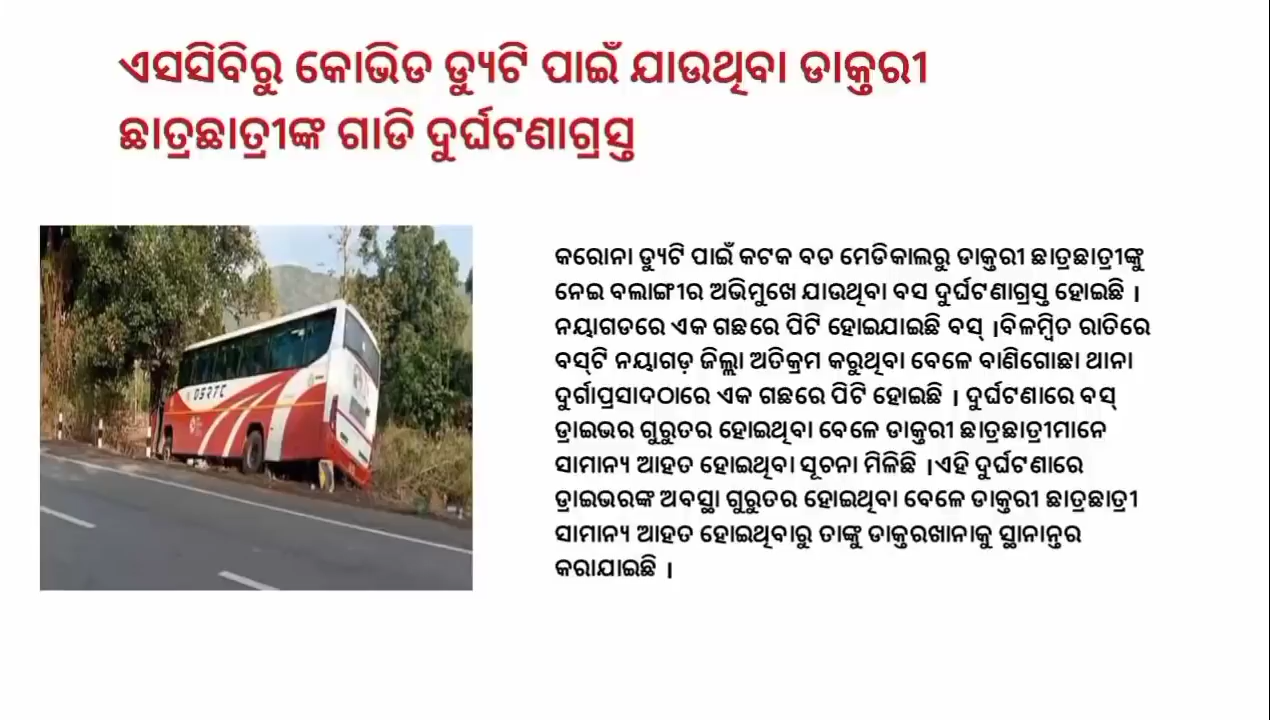 ଏସସିବିରୁ କୋଭିଡ ଡ୍ୟୁଟି ପାଇଁ ଯାଉଥିବା ଡାକ୍ତରୀ
ଛାତ୍ରଛାତ୍ରୀଙ୍କ ଗାଡି ଦୁର୍ଘଟଣାଗ୍ରସ୍ତ
OSRTC
କରୋନା ଡ୍ୟୁଟି ପାଇଁ କଟକ ବଡ ମେଡିକାଲରୁ ଡାକ୍ତରୀ ଛାତ୍ରଛାତ୍ରୀଙ୍କୁ
ନେଇ ବଲାଙ୍ଗୀର ଅଭିମୁଖେ ଯାଉଥିବା ବସ ଦୁର୍ଘଟଣାଗ୍ରସ୍ତ ହୋଇଛି ।
ନୟାଗଡରେ ଏକ ଗଛରେ ପିଟି ହୋଇଯାଇଛି ବସ୍ ।ବିଳମ୍ବିତ ରାତିରେ
ବସ୍‌ଟି ନୟାଗଡ଼ ଜିଲ୍ଲା ଅତିକ୍ରମ କରୁଥିବା ବେଳେ ବାଣିଗୋଛା ଥାନା
ଦୁର୍ଗାପ୍ରସାଦଠାରେ ଏକ ଗଛରେ ପିଟି ହୋଇଛି । ଦୁର୍ଘଟଣାରେ ବସ୍
ଡ୍ରାଇଭର ଗୁରୁତର ହୋଇଥିବା ବେଳେ ଡାକ୍ତରୀ ଛାତ୍ରଛାତ୍ରୀମାନେ
ସାମାନ୍ୟ ଆହତ ହୋଇଥିବା ସୂଚନା ମିଳିଛି ।ଏହି ଦୁର୍ଘଟଣାରେ
ଡ୍ରାଇଭରଙ୍କ ଅବସ୍ଥା ଗୁରୁତର ହୋଇଥିବା ବେଳେ ଡାକ୍ତରୀ ଛାତ୍ରଛାତ୍ରୀ
ସାମାନ୍ୟ ଆହତ ହୋଇଥିବାରୁ ତାଙ୍କୁ ଡାକ୍ତରଖାନାକୁ ସ୍ଥାନାନ୍ତର
କରାଯାଇଛି ।